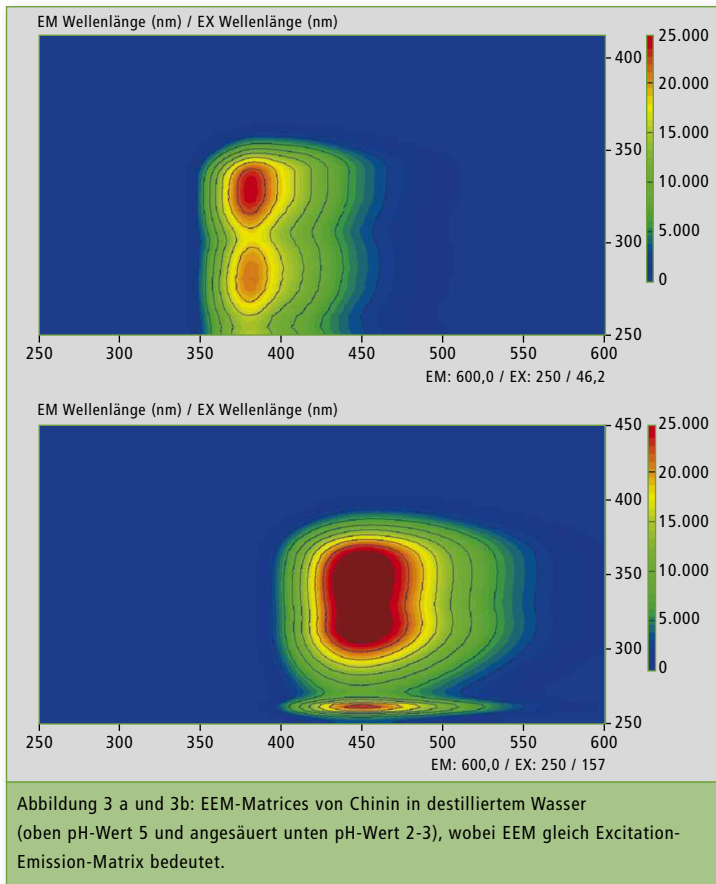 EM Wellenlänge (nm) / EX Wellenlänge (nm)
25.000
20.000
15.000
10.000
5.000
0
400
350
300
250
250 300 350 400 450 500 550 600
EM: 600,0 / EX: 250 / 46,2
EM Wellenlänge (nm) / EX Wellenlänge (nm)
25.000
20.000
15.000
10.000
5.000
0
450
400
350
300
250
250 300 350 400 450 500 550 600
EM: 600,0 / EX: 250 / 157
Abbildung 3 a und 3b: EEM-Matrices von Chinin in destilliertem Wasser
(oben pH-Wert 5 und angesäuert unten pH-Wert 2-3), wobei EEM gleich Excitation-
Emission-Matrix bedeutet.